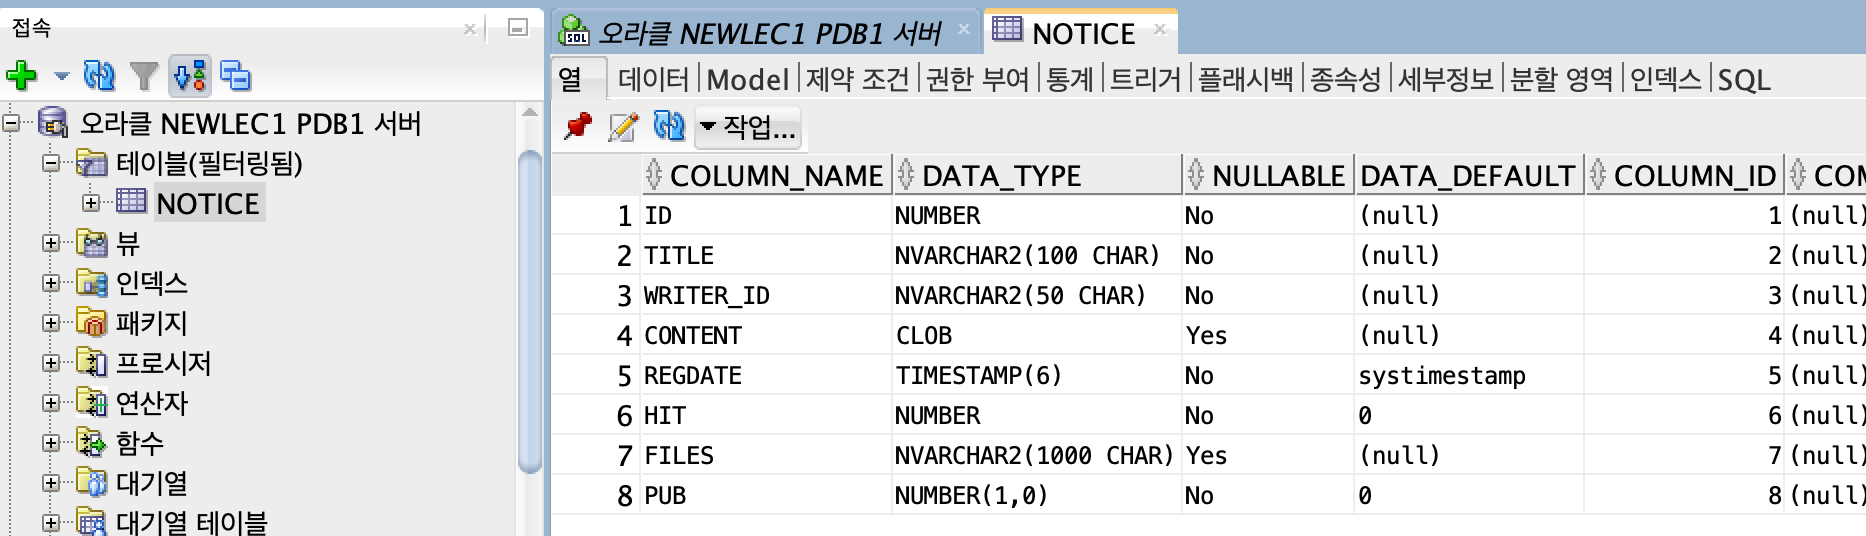 접속
오라클 NEWLEC1 PDB1 서버
테이블(필터링됨)
NOTICE
뷰
인덱스
패키지
프로시저
연산자
함수
대기열
대기열 테이블
SQL 오라클 NEWLEC1 PDB1 서버 NOTICE
열 데이터 Model 제약 조건 권한 부여 통계 트리거 플래시백 종속성 세부정보 분할 영역 인덱스 SQL
작업...
COLUMN_NAME DATA_TYPE NULLABLE DATA_DEFAULT COLUMN_ID COM
1 ID NUMBER No (null) 1 (null)
2 TITLE NVARCHAR2(100 CHAR) No (null) 2 (null)
3 WRITER_ID NVARCHAR2(50 CHAR) No (null) 3 (null)
4 CONTENT CLOB Yes (null) 4 (null)
5 REGDATE TIMESTAMP(6) No systimestamp 5 (null)
6 HIT NUMBER No 0 6 (null)
7 FILES NVARCHAR2(1000 CHAR) Yes (null) 7 (null)
8 PUB NUMBER(1,0) No 0 8 (null)